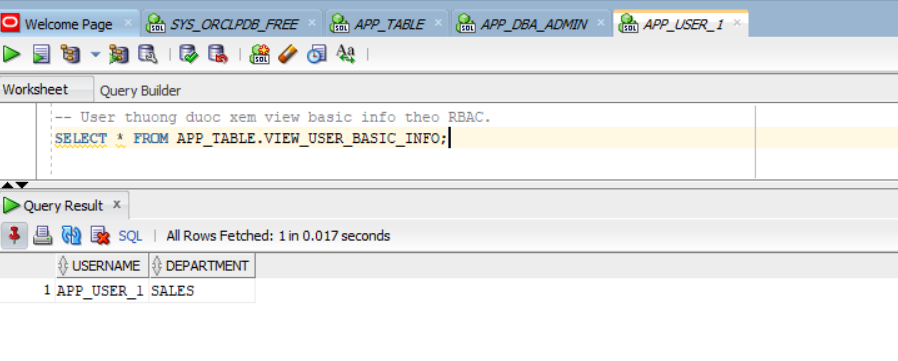 Welcome Page SYS_ORCLPDB_FREE APP_TABLE APP_DBA_ADMIN APP_USER_1
Worksheet Query Builder
-- User thuong duoc xem view basic info theo RBAC.
SELECT * FROM APP_TABLE.VIEW_USER_BASIC_INFO;
Query Result x
SQL | All Rows Fetched: 1 in 0.017 seconds
USERNAME DEPARTMENT
1 APP_USER_1 SALES